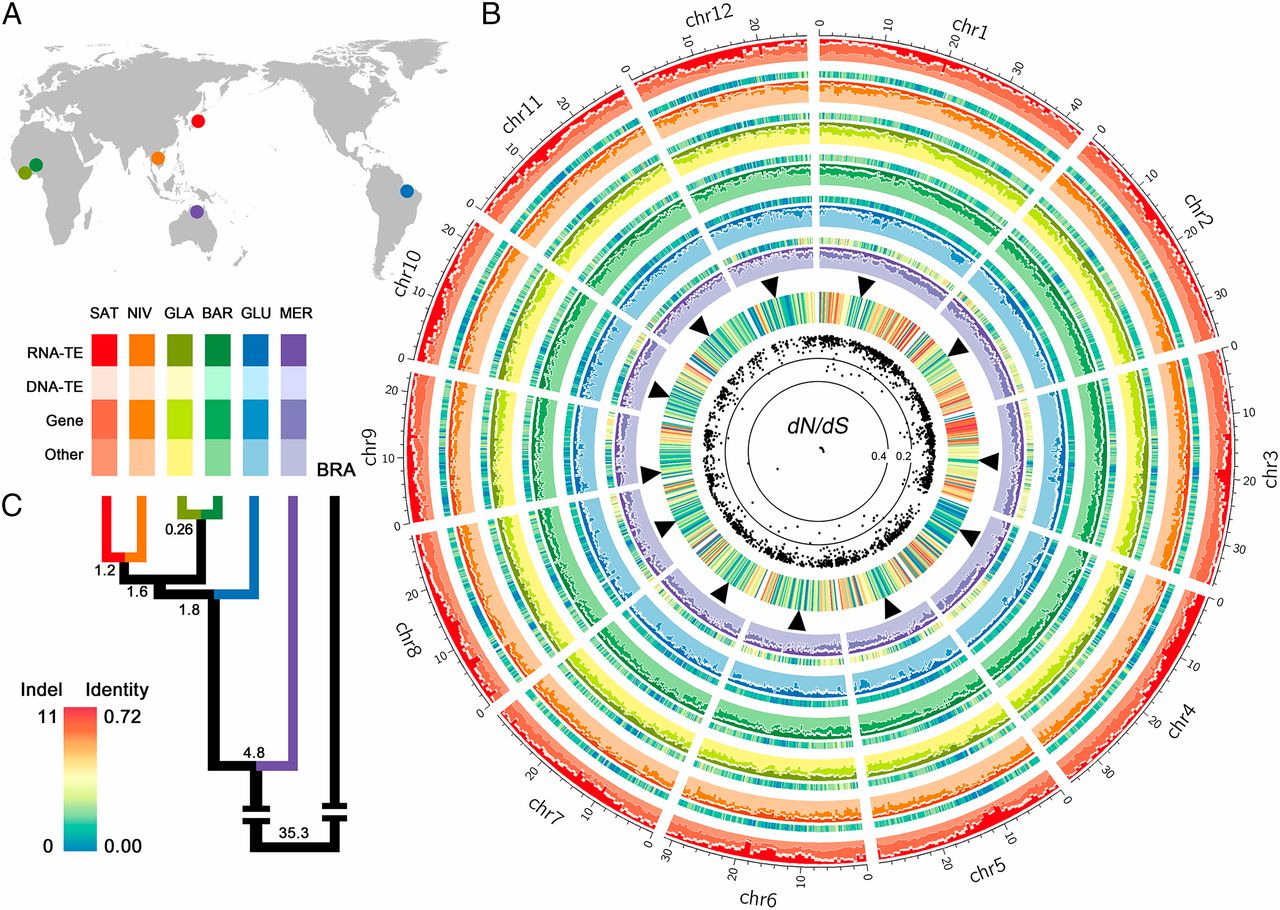 A
SAT NIV GLA BAR GLU MER
RNA-TE
DNA-TE
Gene
Other
BRA
C
0.26
1.2
1.6
1.8
4.8
35.3
Indel Identity
11 0.72
0 0.00
B
chr1
0 10 20 30 40
chr2
0 10 20 30
chr3
0 10 20 30
chr4
0 10 20 30
chr5
0 10 20
chr6
0 10 20 30
chr7
0 10 20
chr8
0 10 20
chr9
0 10 20
chr10
0 10 20
chr11
0 10 20
chr12
0 10 20
dN/dS
0.4 0.2